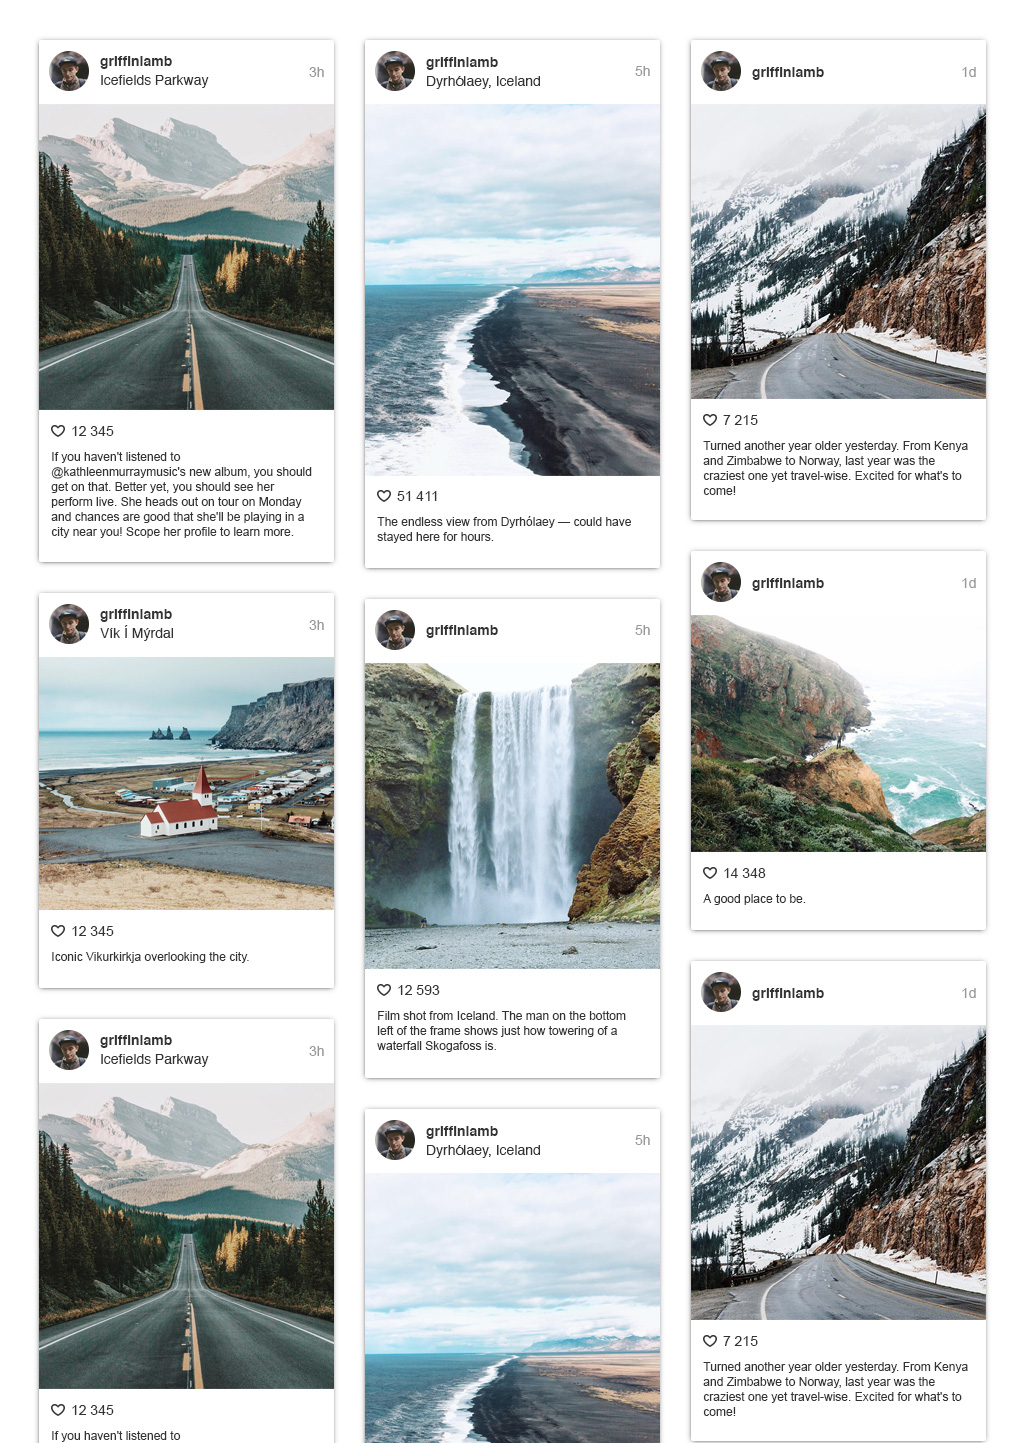 griffinlamb
Icefields Parkway
3h
12 345
If you haven't listened to
@kathleenmurraymusic's new album, you should
get on that. Better yet, you should see her
perform live. She heads out on tour on Monday
and chances are good that she'll be playing in a
city near you! Scope her profile to learn more.
griffinlamb
Vík Í Mýrdal
3h
12 345
Iconic Vikurkirkja overlooking the city.
griffinlamb
Icefields Parkway
3h
12 345
If you haven't listened to
griffinlamb
Dyrhólaey, Iceland
5h
51 411
The endless view from Dyrhólaey — could have
stayed here for hours.
griffinlamb
5h
12 593
Film shot from Iceland. The man on the bottom
left of the frame shows just how towering of a
waterfall Skogafoss is.
griffinlamb
Dyrhólaey, Iceland
5h
griffinlamb
1d
7 215
Turned another year older yesterday. From Kenya
and Zimbabwe to Norway, last year was the
craziest one yet travel-wise. Excited for what's to
come!
griffinlamb
1d
14 348
A good place to be.
griffinlamb
1d
7 215
Turned another year older yesterday. From Kenya
and Zimbabwe to Norway, last year was the
craziest one yet travel-wise. Excited for what's to
come!